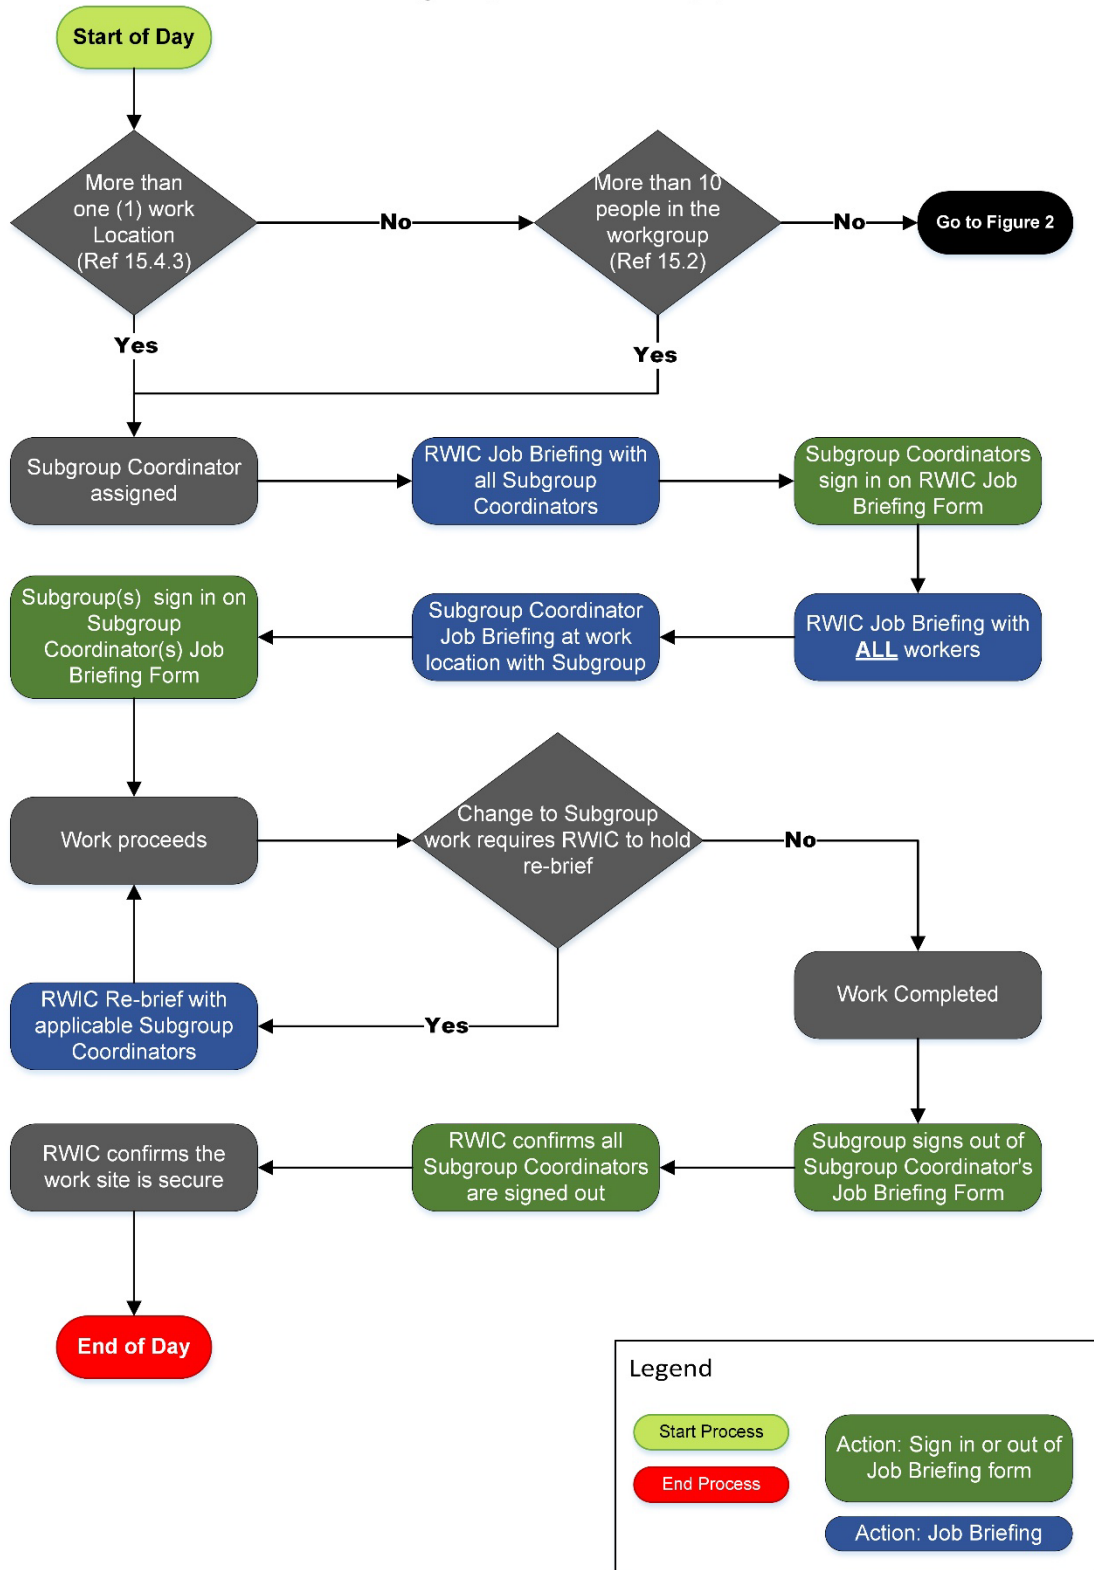 Start of Day
More than
one (1) work
Location
(Ref 15.4.3)
No
More than 10
people in the
workgroup
(Ref 15.2)
No
Go to Figure 2
Yes
Yes
Subgroup Coordinator
assigned
RWIC Job Briefing with
all Subgroup
Coordinators
Subgroup Coordinators
sign in on RWIC Job
Briefing Form
Subgroup(s) sign in on
Subgroup
Coordinator(s) Job
Briefing Form
Subgroup Coordinator
Job Briefing at work
location with Subgroup
RWIC Job Briefing with
ALL workers
Work proceeds
Change to Subgroup
work requires RWIC to hold
re-brief
No
RWIC Re-brief with
applicable Subgroup
Coordinators
Yes
Work Completed
RWIC confirms the
work site is secure
RWIC confirms all
Subgroup Coordinators
are signed out
Subgroup signs out of
Subgroup Coordinator's
Job Briefing Form
End of Day
Legend
Start Process
End Process
Action: Sign in or out of
Job Briefing form
Action: Job Briefing